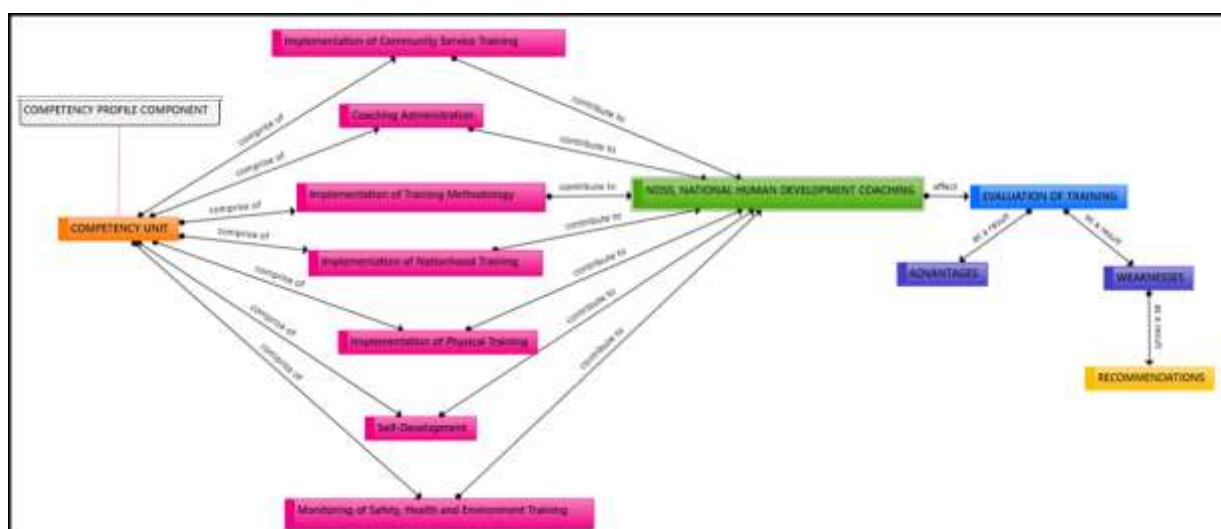 Implementation of Community Service Training
COMPETENCY PROFILE COMPONENT
Coaching Administration
comprise of
contribute to
comprise of
contribute to
Implementation of Training Methodology
contribute to
NOSS, NATIONAL HUMAN DEVELOPMENT COACHING
affect
EVALUATION OF TRAINING
comprise of
COMPETENCY UNIT
comprise of
contribute to
as a result
as a result
Implementation of Nationhood Training
ADVANTAGES
WEAKNESSES
comprise of
contribute to
comprise of
contribute to
as a result
Implementation of Physical Training
comprise of
contribute to
RECOMMENDATIONS
Self-Development
Monitoring of Safety, Health and Environment Training